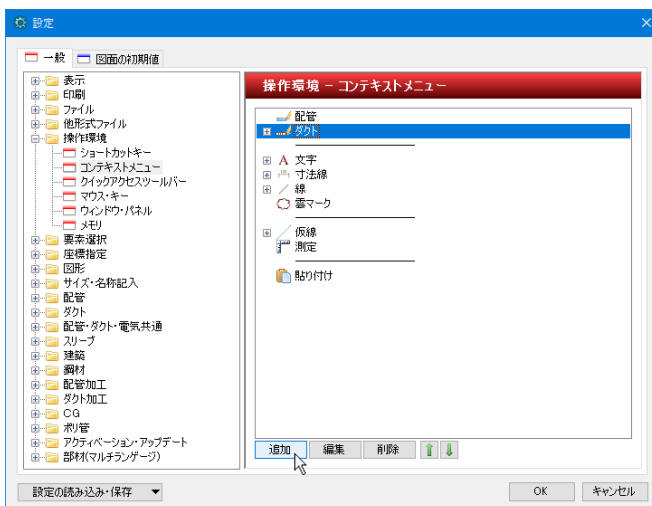 設定
一般
図面の初期値
表示
印刷
ファイル
他形式ファイル
操作環境
ショートカットキー
コンテキストメニュー
クイックアクセスツールバー
マウス・キー
ウィンドウ・パネル
メモリ
要素選択
座標指定
図形
サイズ・名称記入
配管
ダクト
配管・ダクト・電気共通
スリーブ
建築
鋼材
配管加工
ダクト加工
CG
ポリ管
アクティベーション・アップデート
部材(マルチランゲージ)
操作環境 - コンテキストメニュー
配管
ダクト
A 文字
寸法線
線
雲マーク
仮線
測定
貼り付け
追加 編集 削除
設定の読み込み・保存
OK キャンセル